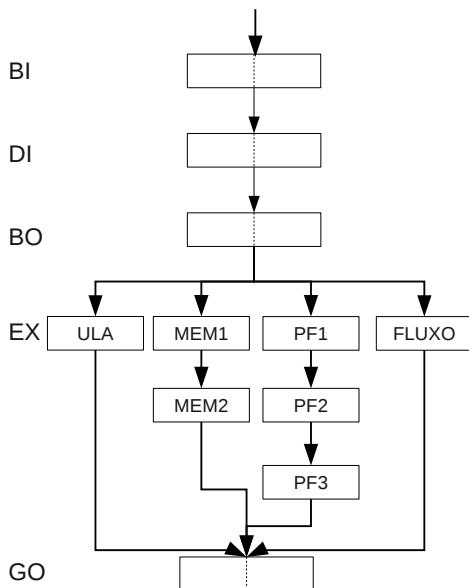 BI
DI
BO
EX ULA MEM1 PF1 FLUXO
MEM2 PF2
PF3
GO